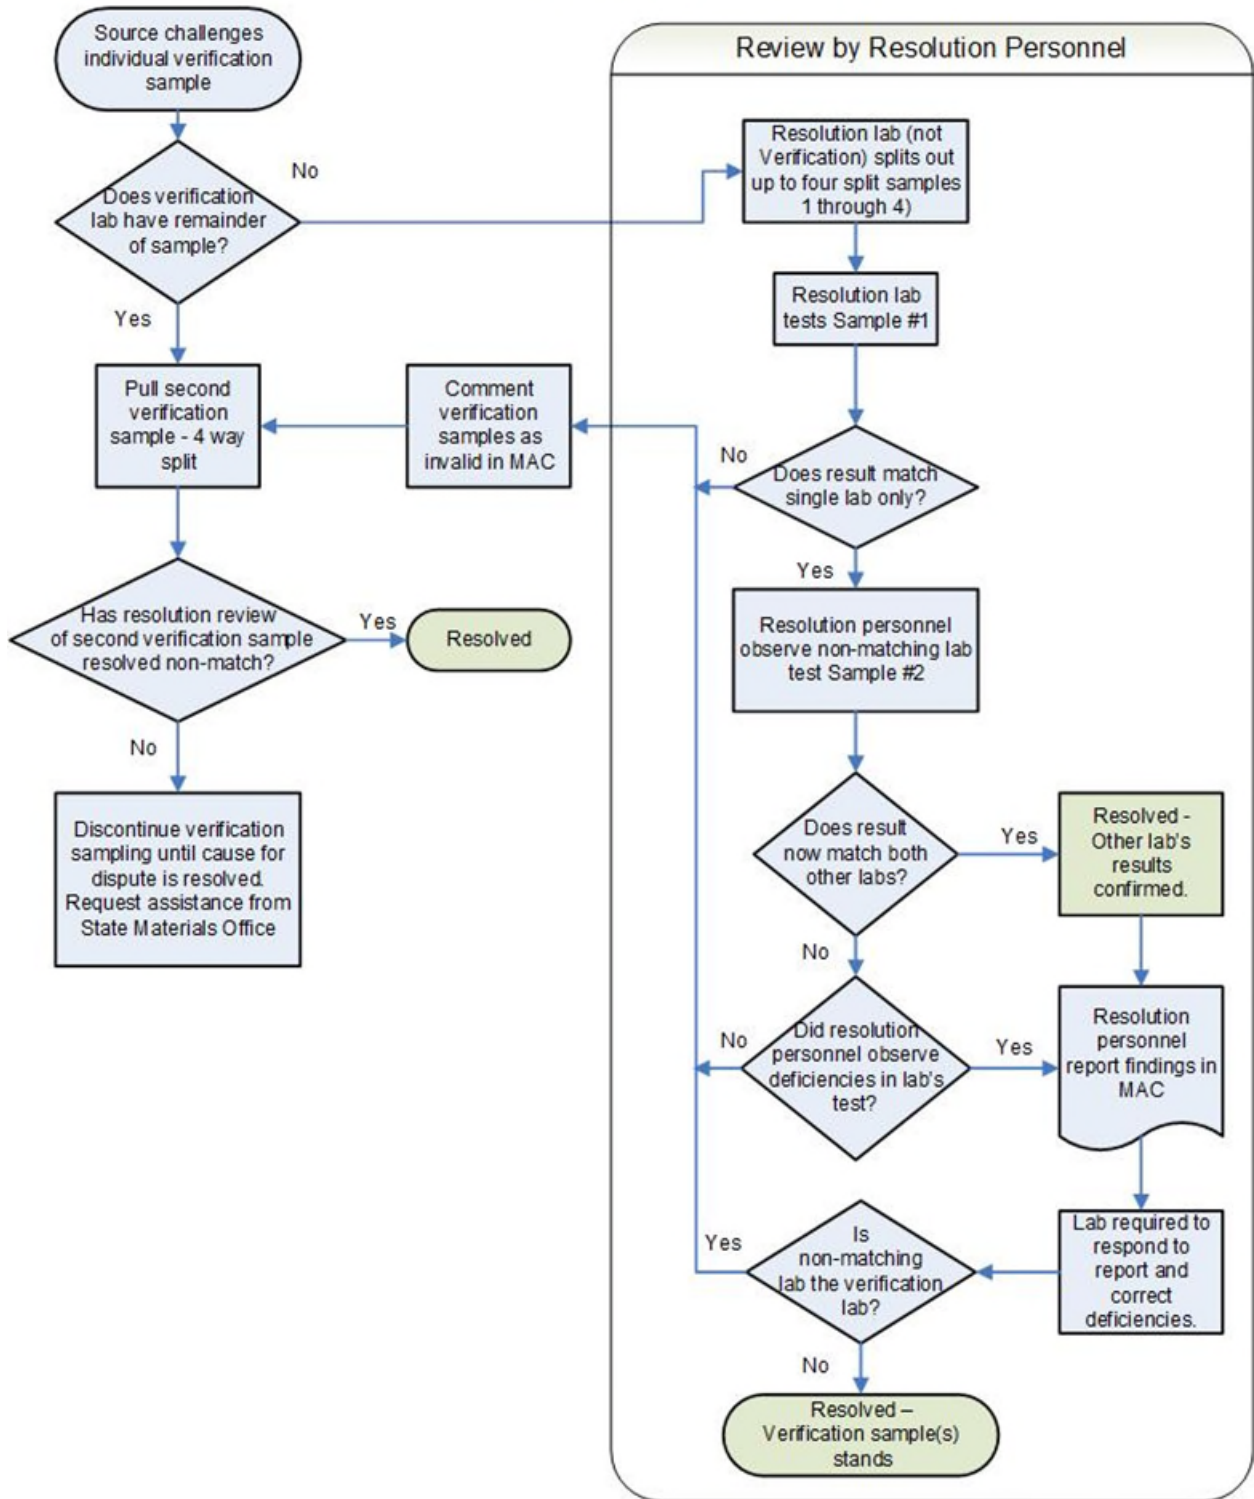 Source challenges
individual verification
sample
Does verification
lab have remainder
of sample?
No
Yes
Pull second
verification
sample - 4 way
split
Comment
verification
samples as
invalid in MAC
Has resolution review
of second verification sample
resolved non-match?
Yes
Resolved
No
Discontinue verification
sampling until cause for
dispute is resolved.
Request assistance from
State Materials Office
Review by Resolution Personnel
Resolution lab (not
Verification) splits out
up to four split samples
1 through 4)
Resolution lab
tests Sample #1
No
Does result match
single lab only?
Yes
Resolution personnel
observe non-matching lab
test Sample #2
Does result
now match both
other labs?
Yes
Resolved -
Other lab's
results
confirmed.
No
No
Did resolution
personnel observe
deficiencies in lab's
test?
Yes
Resolution
personnel
report findings in
MAC
Lab required to
respond to
report and
correct
deficiencies.
Yes
Is
non-matching
lab the verification
lab?
No
Resolved –
Verification sample(s)
stands